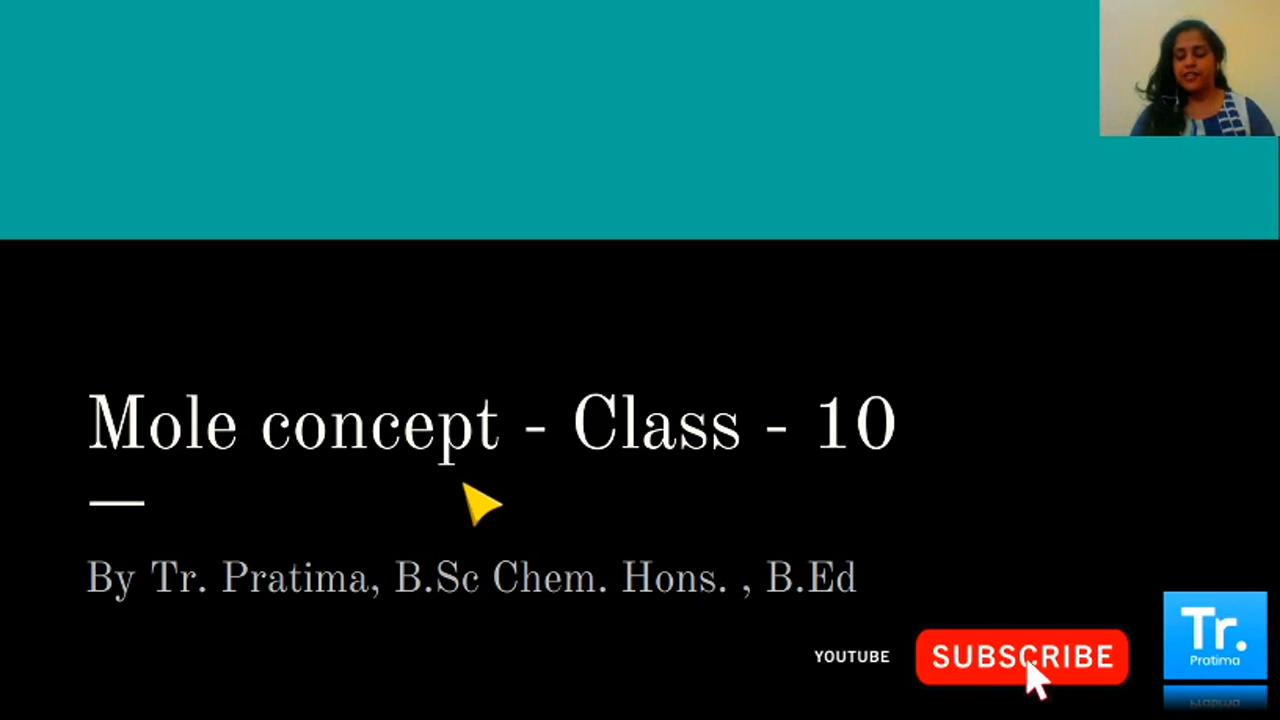 Mole concept - Class - 10
By Tr. Pratima, B.Sc Chem. Hons. , B.Ed
YOUTUBE
SUBSCRIBE
Tr.
Pratima